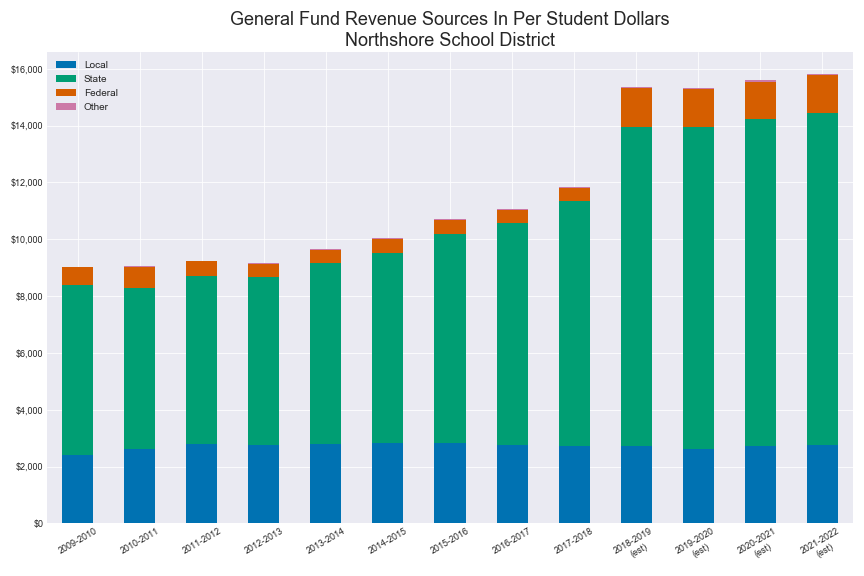 General Fund Revenue Sources In Per Student Dollars
Northshore School District
Local
State
Federal
Other
$16,000
$14,000
$12,000
$10,000
$8,000
$6,000
$4,000
$2,000
$0
2009-2010
2010-2011
2011-2012
2012-2013
2013-2014
2014-2015
2015-2016
2016-2017
2017-2018
2018-2019
(est)
2019-2020
(est)
2020-2021
(est)
2021-2022
(est)